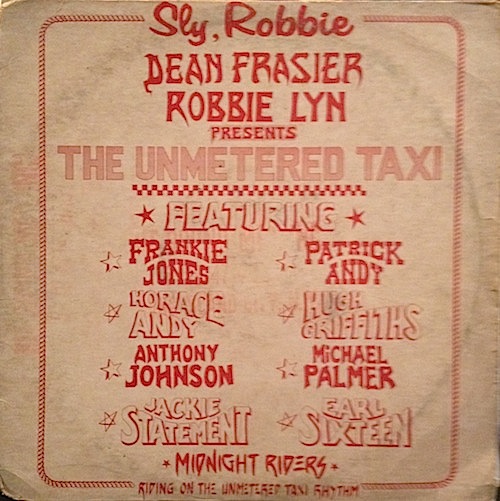 Sly, Robbie
DEAN FRASIER
ROBBIE LYN
PRESENTS
THE UNMETERED TAXI
FEATURING
FRANKIE
JONES
PATRICK
ANDY
HORACE
ANDY
HUGH
GRIFFITHS
ANTHONY
JOHNSON
MICHAEL
PALMER
JACKIE
STATEMENT
EARL
SIXTEEN
MIDNIGHT RIDERS
RIDING ON THE UNMETERED TAXI RHYTHM